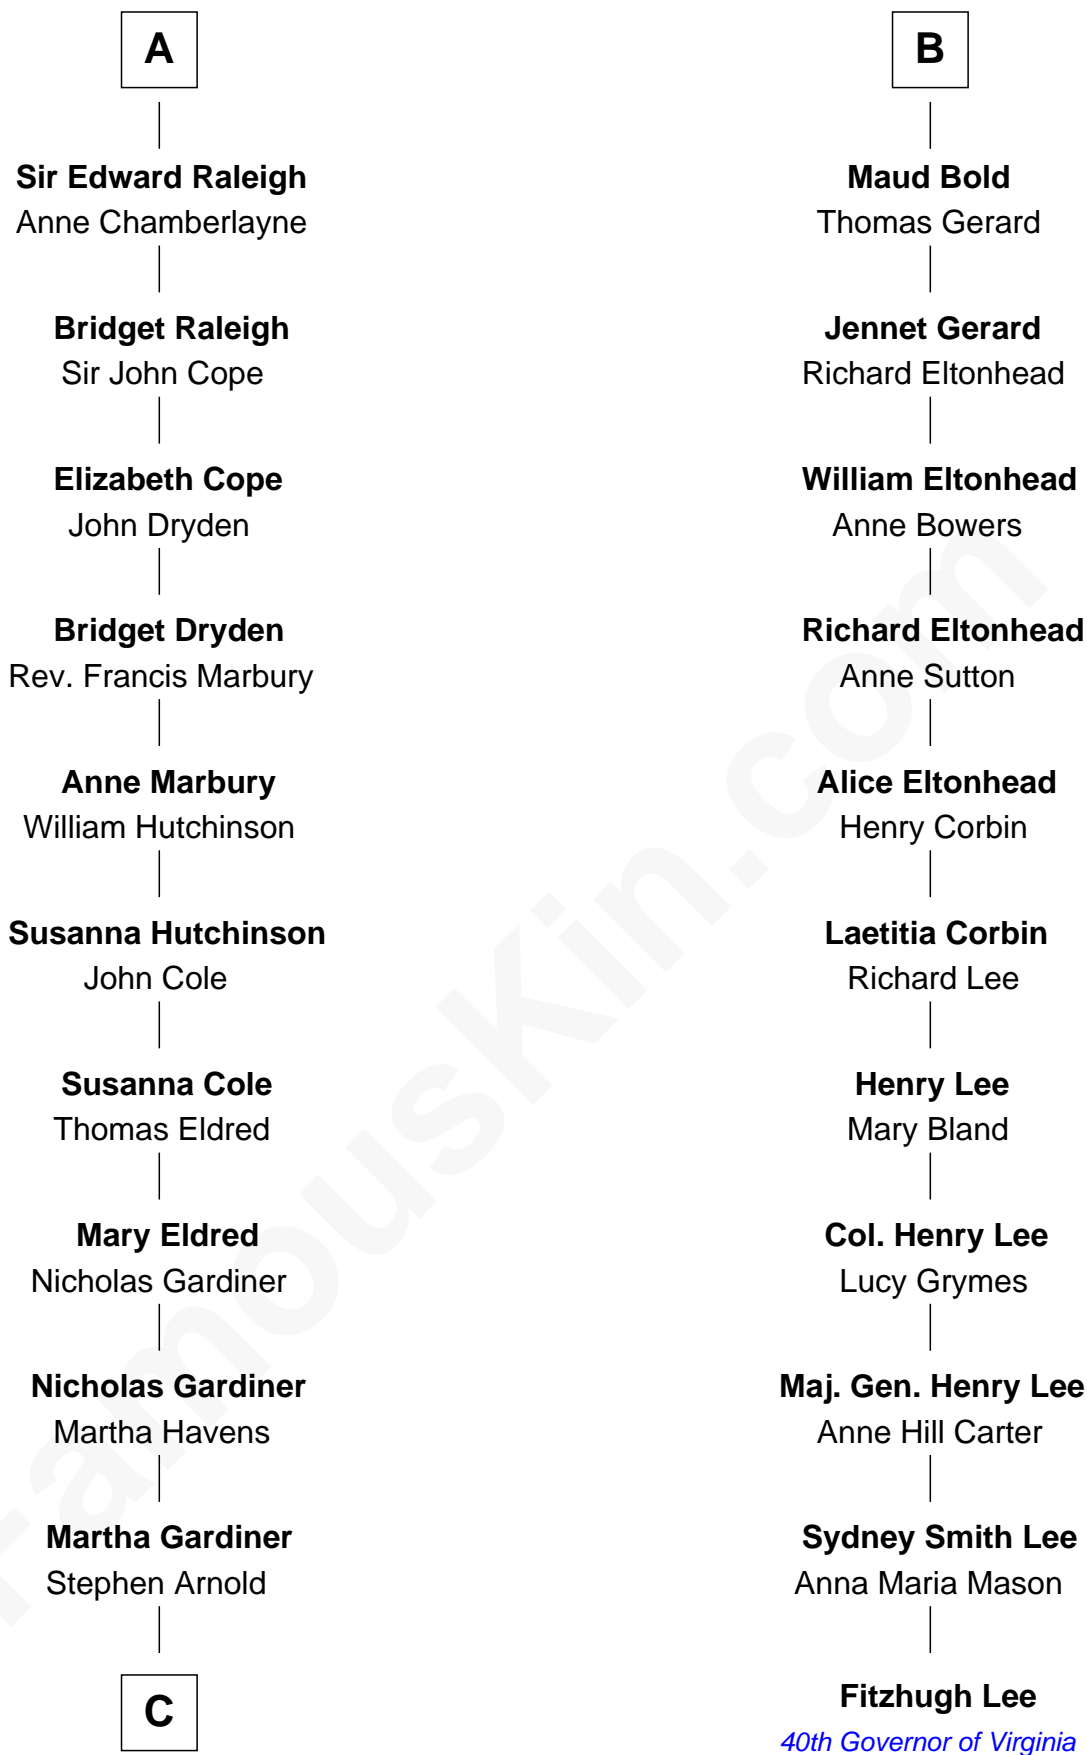 A
Sir Edward Raleigh
Anne Chamberlayne
Bridget Raleigh
Sir John Cope
Elizabeth Cope
John Dryden
Bridget Dryden
Rev. Francis Marbury
Anne Marbury
William Hutchinson
Susanna Hutchinson
John Cole
Susanna Cole
Thomas Eldred
Mary Eldred
Nicholas Gardiner
Nicholas Gardiner
Martha Havens
Martha Gardiner
Stephen Arnold
C
B
Maud Bold
Thomas Gerard
Jennet Gerard
Richard Eltonhead
William Eltonhead
Anne Bowers
Richard Eltonhead
Anne Sutton
Alice Eltonhead
Henry Corbin
Laetitia Corbin
Richard Lee
Henry Lee
Mary Bland
Col. Henry Lee
Lucy Grymes
Maj. Gen. Henry Lee
Anne Hill Carter
Sydney Smith Lee
Anna Maria Mason
Fitzhugh Lee
40th Governor of Virginia
FamousKin.com